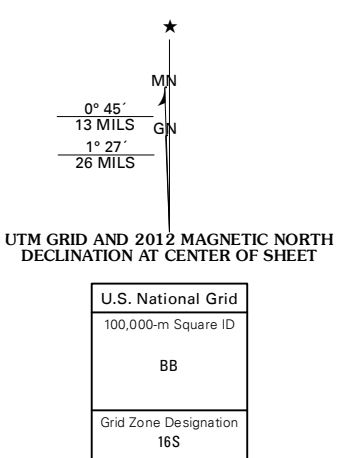 ★
MN
0° 45´
13 MILS
GN
1° 27´
26 MILS
UTM GRID AND 2012 MAGNETIC NORTH
DECLINATION AT CENTER OF SHEET
U.S. National Grid
100,000-m Square ID
BB
Grid Zone Designation
16S